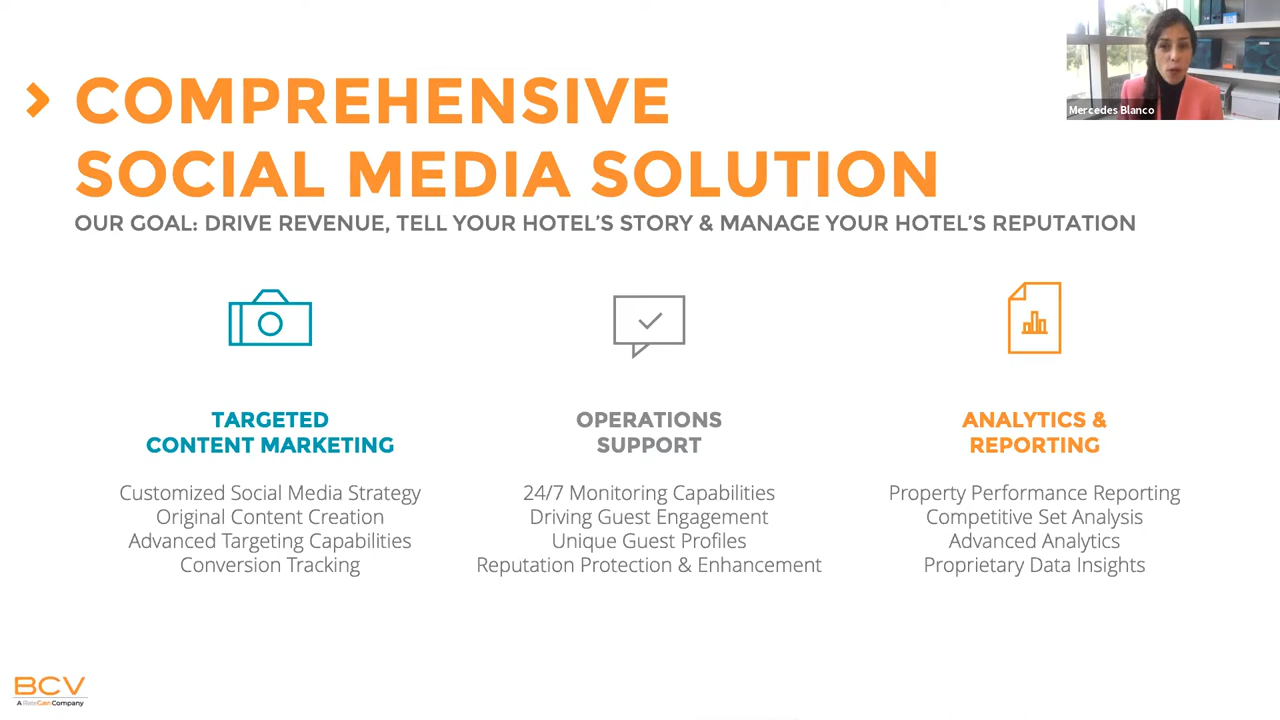 Mercedes Blanco
COMPREHENSIVE
SOCIAL MEDIA SOLUTION
OUR GOAL: DRIVE REVENUE, TELL YOUR HOTEL’S STORY & MANAGE YOUR HOTEL’S REPUTATION
TARGETED
CONTENT MARKETING
Customized Social Media Strategy
Original Content Creation
Advanced Targeting Capabilities
Conversion Tracking
OPERATIONS
SUPPORT
24/7 Monitoring Capabilities
Driving Guest Engagement
Unique Guest Profiles
Reputation Protection & Enhancement
ANALYTICS &
REPORTING
Property Performance Reporting
Competitive Set Analysis
Advanced Analytics
Proprietary Data Insights
BCV
A RateGain Company